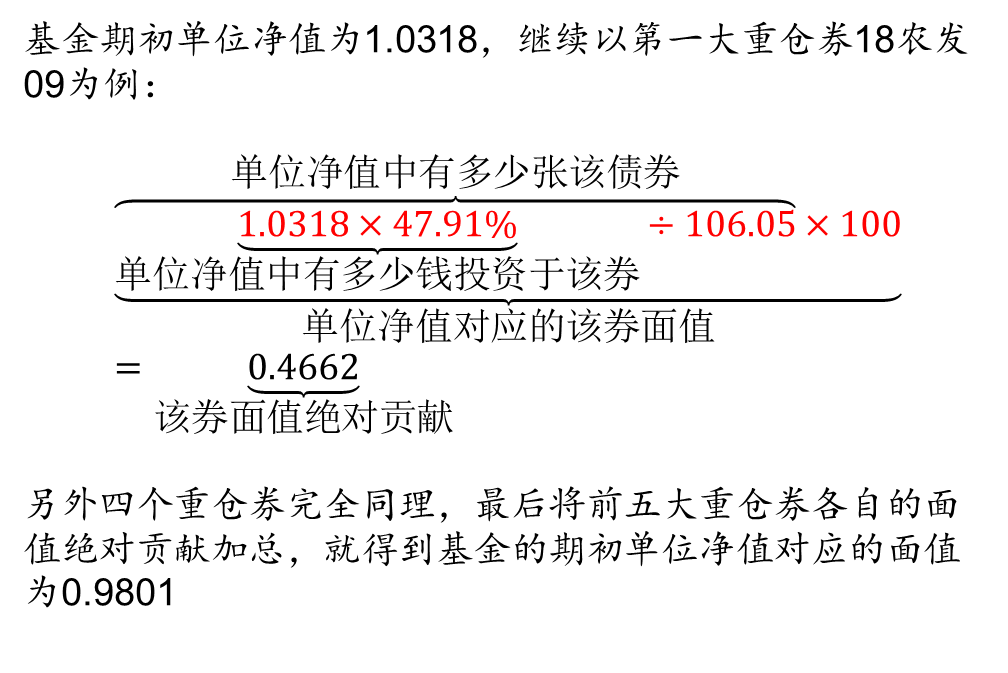 基金期初单位净值为1.0318，继续以第一大重仓券18农发
09为例：
单位净值中有多少张该债券
1.0318 × 47.91% ÷ 106.05 × 100
单位净值中有多少钱投资于该券
单位净值对应的该券面值
= 0.4662
该券面值绝对贡献
另外四个重仓券完全同理，最后将前五大重仓券各自的面
值绝对贡献加总，就得到基金的期初单位净值对应的面值
为0.9801